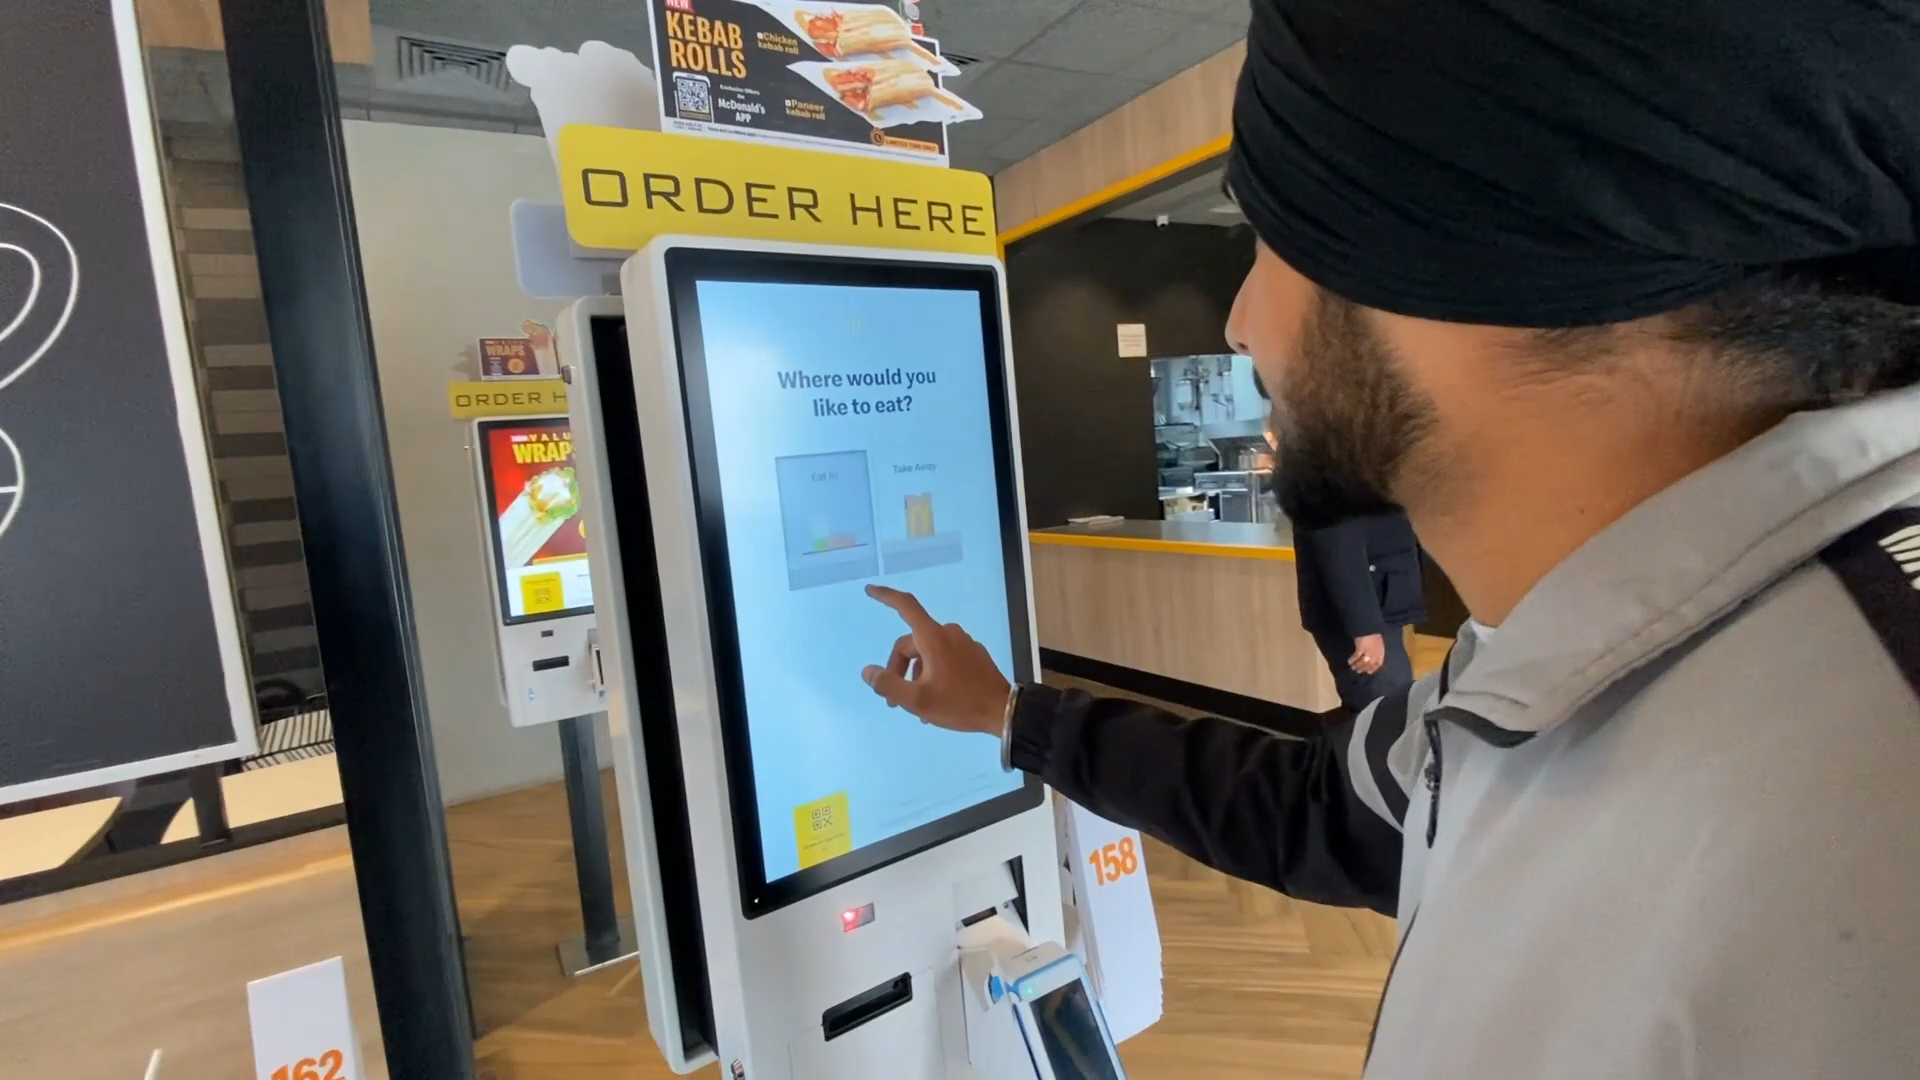 NEW
KEBAB
ROLLS
Chicken
kebab roll
Exclusive Offers
On
McDonald's
APP
Paneer
kebab roll
LIMITED TIME ONLY
ORDER HERE
WRAPS
ORDER H
VALU
WRAP
Where would you
like to eat?
Eat In
Take Away
158
162